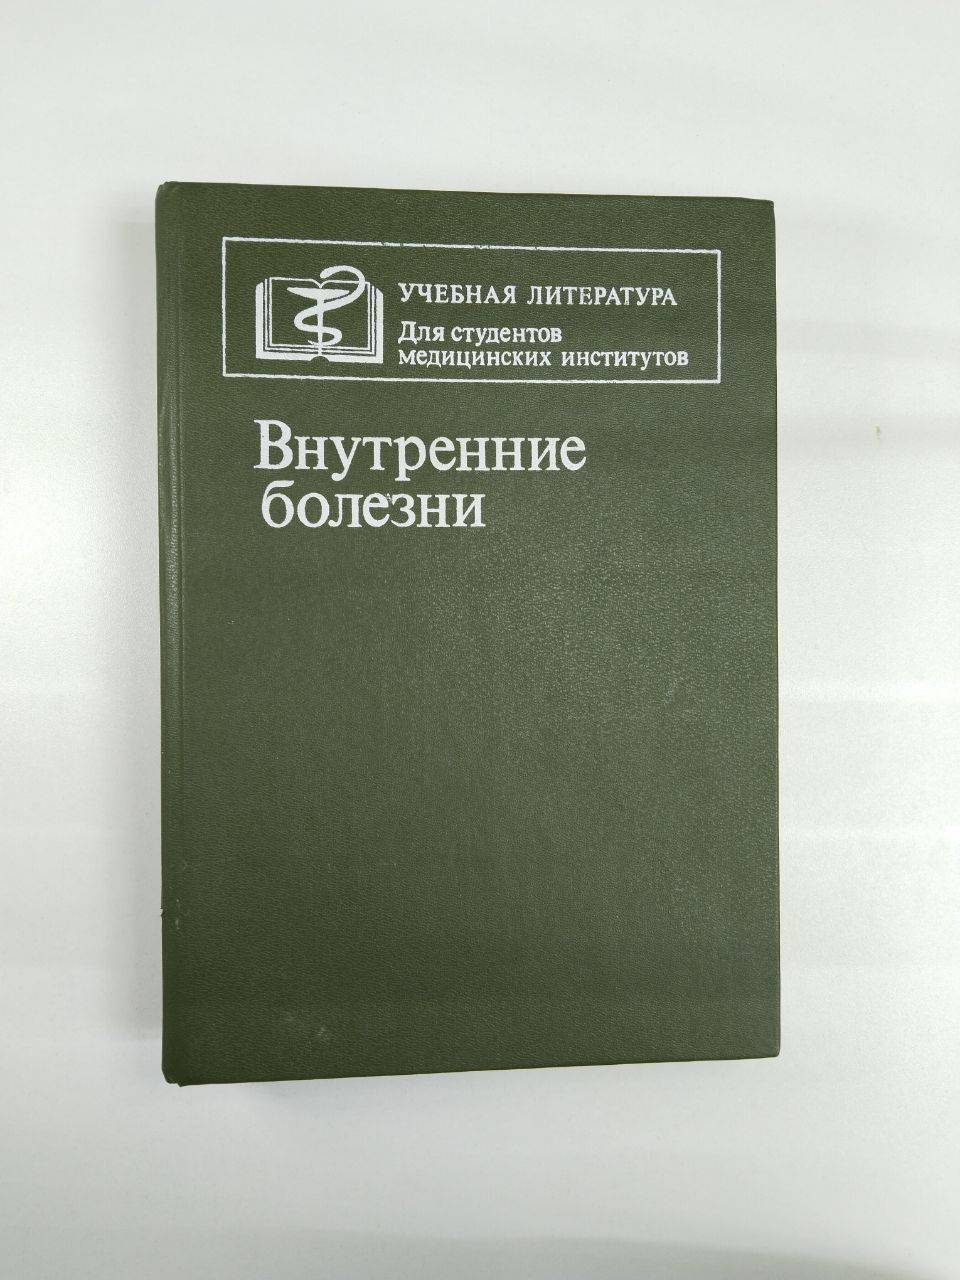 УЧЕБНАЯ ЛИТЕРАТУРА
Для студентов
медицинских институтов
Внутренние
болезни